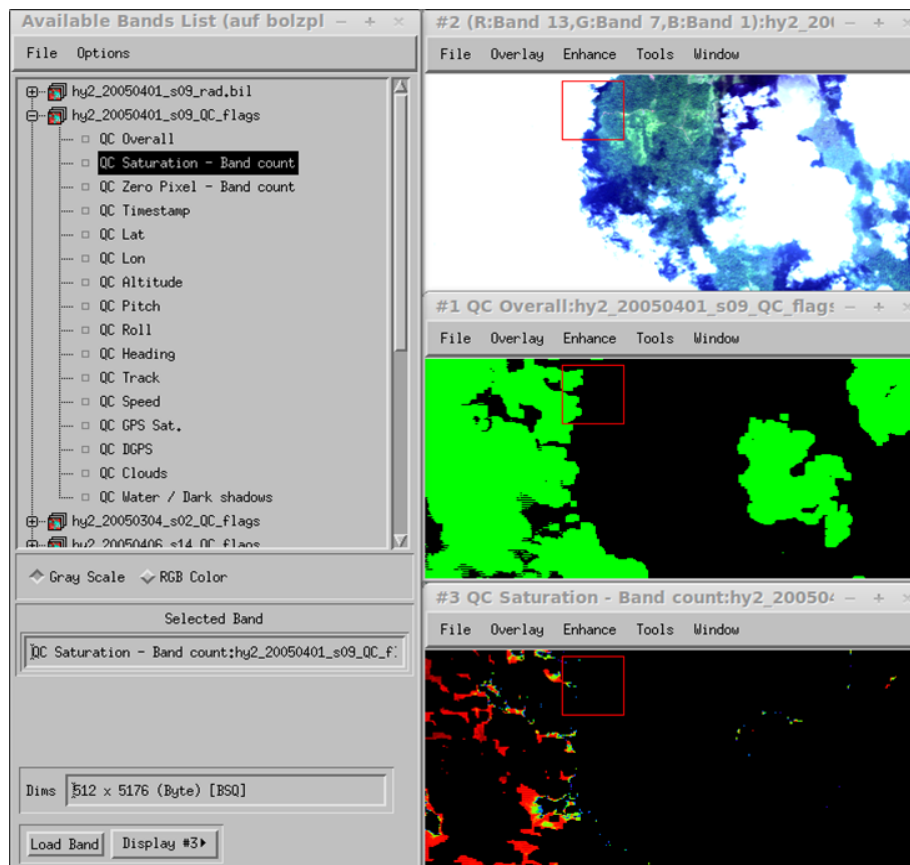 Available Bands List (auf bolzpl
File Options
hy2_20050401_s09_rad.bil
hy2_20050401_s09_QC_flags
QC Overall
QC Saturation - Band count
QC Zero Pixel - Band count
QC Timestamp
QC Lat
QC Lon
QC Altitude
QC Pitch
QC Roll
QC Heading
QC Track
QC Speed
QC GPS Sat.
QC DGPS
QC Clouds
QC Water / Dark shadows
hy2_20050304_s02_QC_flags
hy2_20050406_s14_QC_flags
Gray Scale RGB Color
Selected Band
QC Saturation - Band count:hy2_20050401_s09_QC_f
Dims 512 x 5176 (Byte) [BSQ]
Load Band Display #3
#2 (R:Band 13,G:Band 7,B:Band 1):hy2_200
File Overlay Enhance Tools Window
#1 QC Overall:hy2_20050401_s09_QC_flags
File Overlay Enhance Tools Window
#3 QC Saturation - Band count:hy2_200504
File Overlay Enhance Tools Window